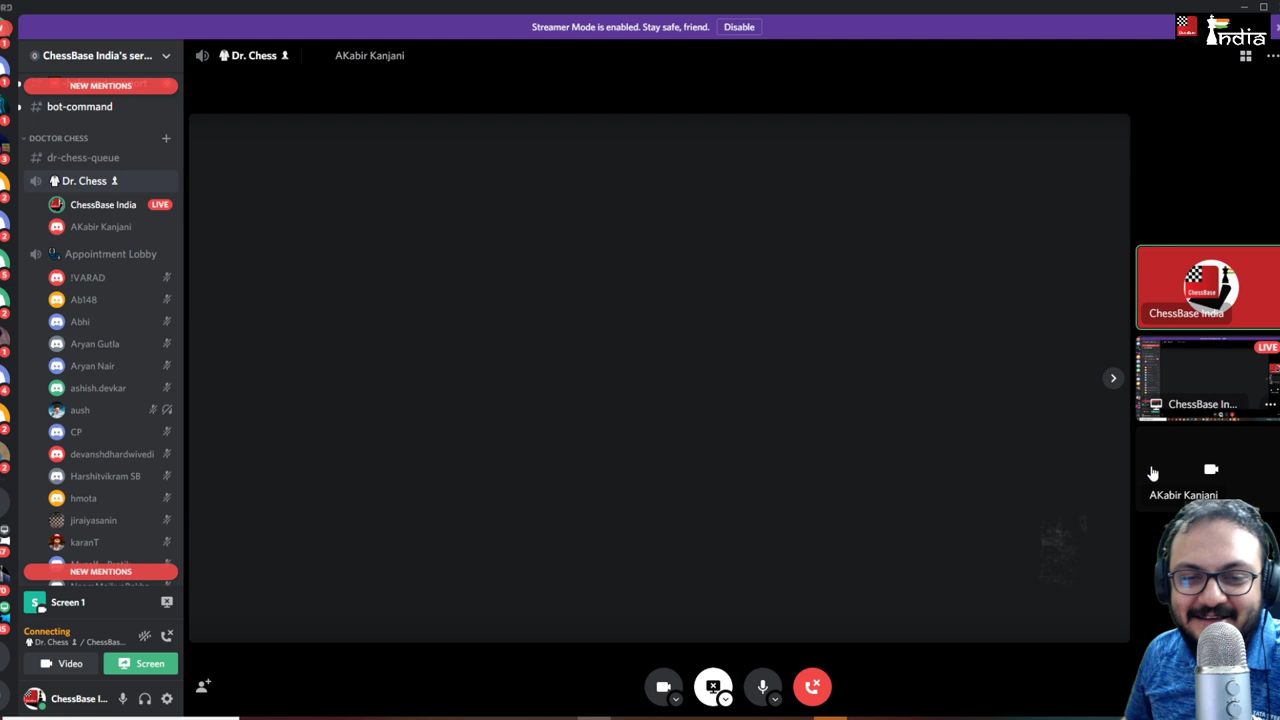 Streamer Mode is enabled. Stay safe, friend.
Disable
India
ChessBase India's ser...
Dr. Chess
AKabir Kanjani
NEW MENTIONS
bot-command
DOCTOR CHESS
dr-chess-queue
Dr. Chess
ChessBase India
LIVE
AKabir Kanjani
Appointment Lobby
!VARAD
Ab148
Abhi
Aryan Gutla
Aryan Nair
ashish.devkar
aush
CP
devanshdhardwivedi
Harshitvikram SB
hmota
jiraiyasanin
karanT
NEW MENTIONS
S
Screen 1
Connecting
Dr. Chess / ChessBas...
Video
Screen
ChessBase I...
ChessBase
ChessBase India
LIVE
ChessBase In...
AKabir Kanjani